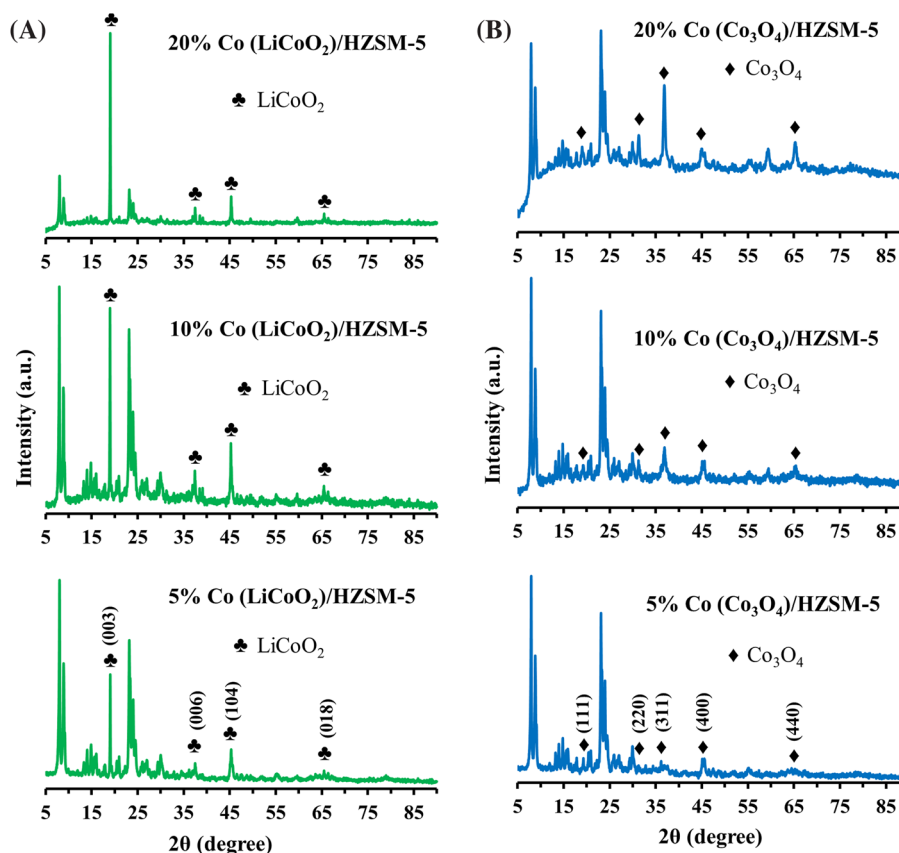 (A)
20% Co (LiCoO₂)/HZSM-5
♣ LiCoO₂
5 15 25 35 45 55 65 75 85
10% Co (LiCoO₂)/HZSM-5
♣ LiCoO₂
Intensity (a.u.)
5 15 25 35 45 55 65 75 85
5% Co (LiCoO₂)/HZSM-5
♣ LiCoO₂
(003)
(006)
(104)
(018)
5 15 25 35 45 55 65 75 85
2θ (degree)
(B)
20% Co (Co₃O₄)/HZSM-5
♦ Co₃O₄
5 15 25 35 45 55 65 75 85
10% Co (Co₃O₄)/HZSM-5
♦ Co₃O₄
Intensity (a.u.)
5 15 25 35 45 55 65 75 85
5% Co (Co₃O₄)/HZSM-5
♦ Co₃O₄
(111)
(220)
(311)
(400)
(440)
5 15 25 35 45 55 65 75 85
2θ (degree)